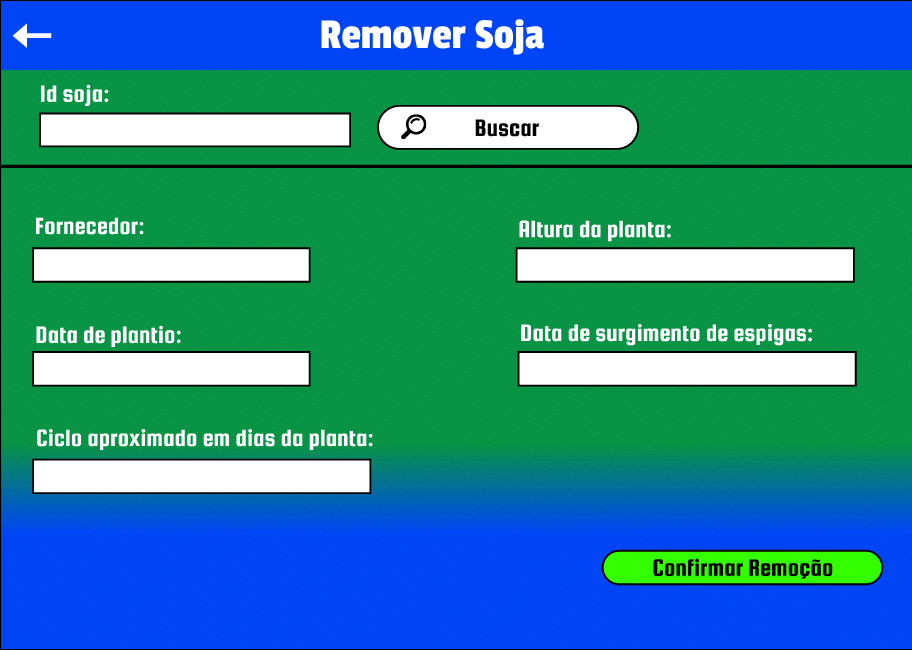 Remover Soja
Id soja:
Buscar
Fornecedor:
Altura da planta:
Data de plantio:
Data de surgimento de espigas:
Ciclo aproximado em dias da planta:
Confirmar Remoção